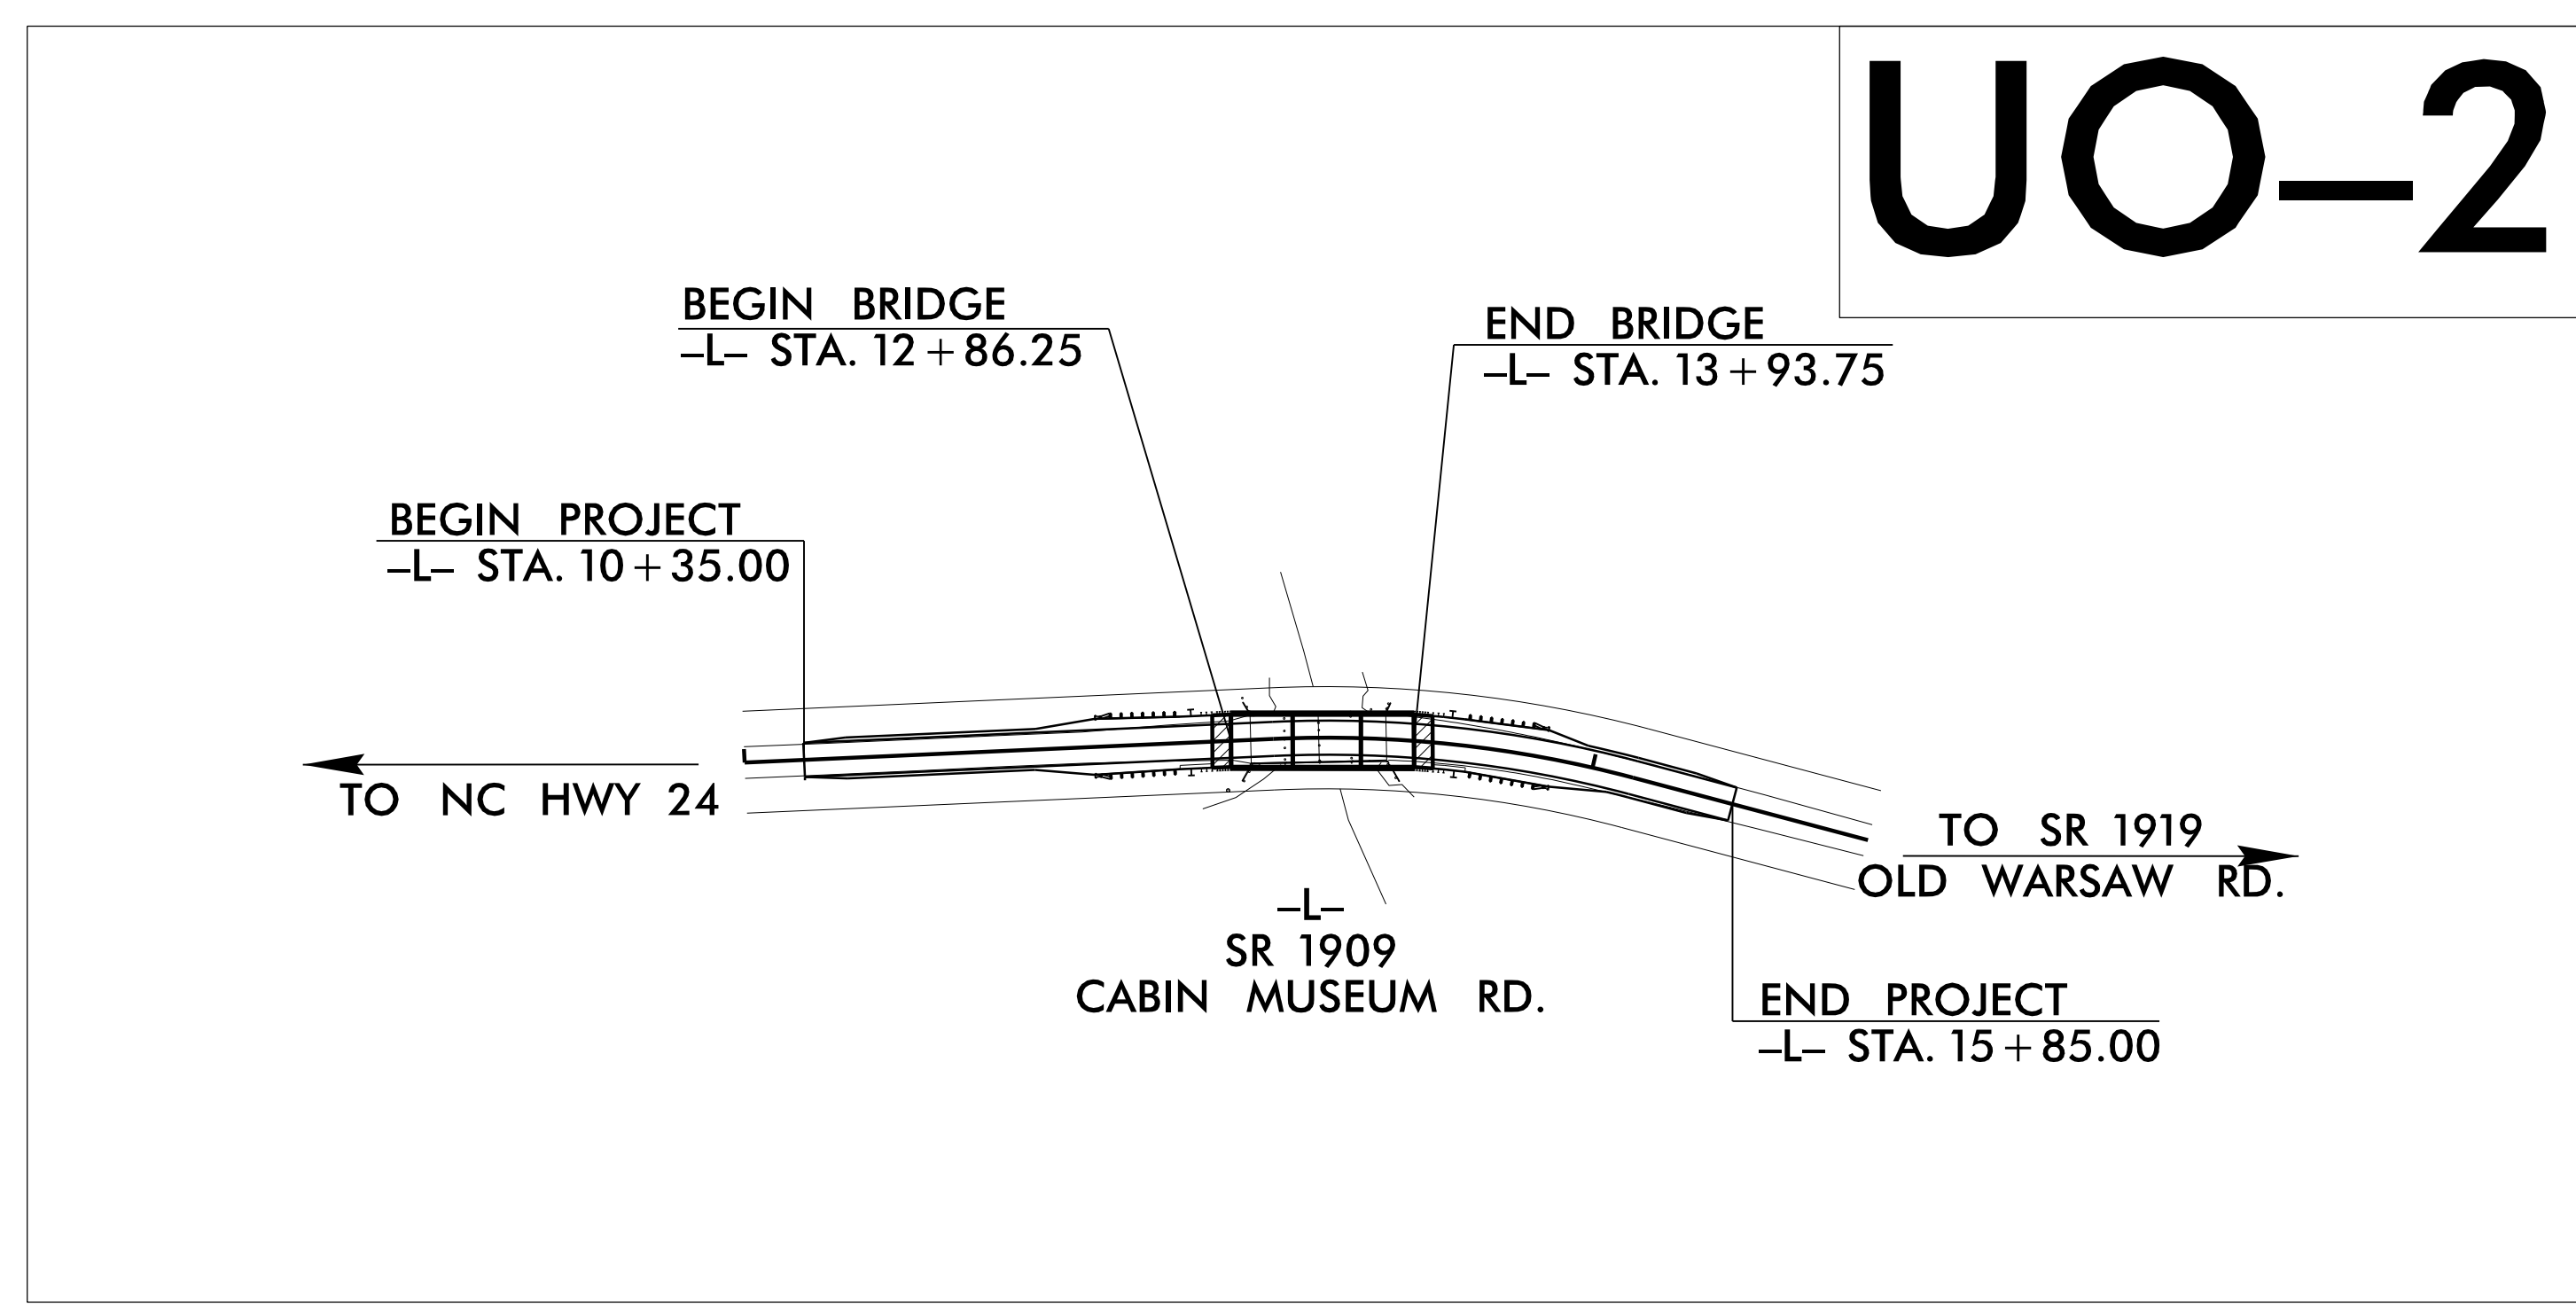 UO–2
BEGIN BRIDGE
–L– STA. 12+86.25
END BRIDGE
–L– STA. 13+93.75
BEGIN PROJECT
–L– STA. 10+35.00
TO NC HWY 24
TO SR 1919
OLD WARSAW RD.
–L–
SR 1909
CABIN MUSEUM RD.
END PROJECT
–L– STA. 15+85.00